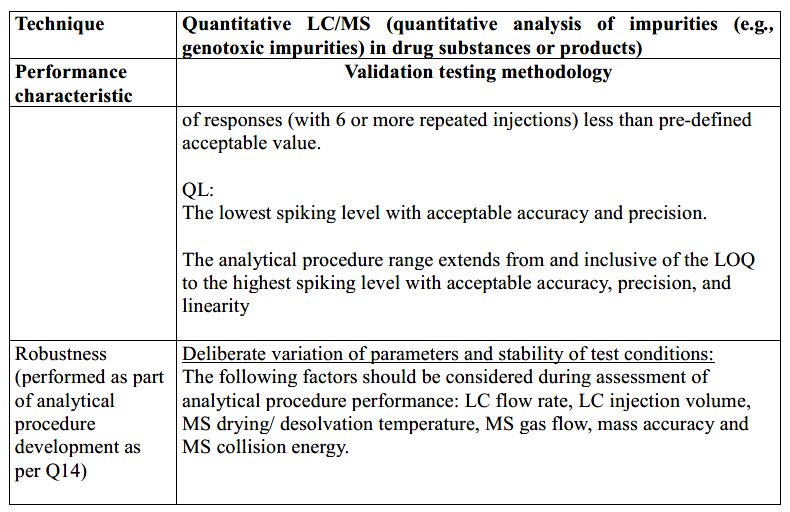 Technique
Quantitative LC/MS (quantitative analysis of impurities (e.g.,
genotoxic impurities) in drug substances or products)
Performance
characteristic
Validation testing methodology
of responses (with 6 or more repeated injections) less than pre-defined
acceptable value.
QL:
The lowest spiking level with acceptable accuracy and precision.
The analytical procedure range extends from and inclusive of the LOQ
to the highest spiking level with acceptable accuracy, precision, and
linearity
Robustness
(performed as part
of analytical
procedure
development as
per Q14)
Deliberate variation of parameters and stability of test conditions:
The following factors should be considered during assessment of
analytical procedure performance: LC flow rate, LC injection volume,
MS drying/ desolvation temperature, MS gas flow, mass accuracy and
MS collision energy.